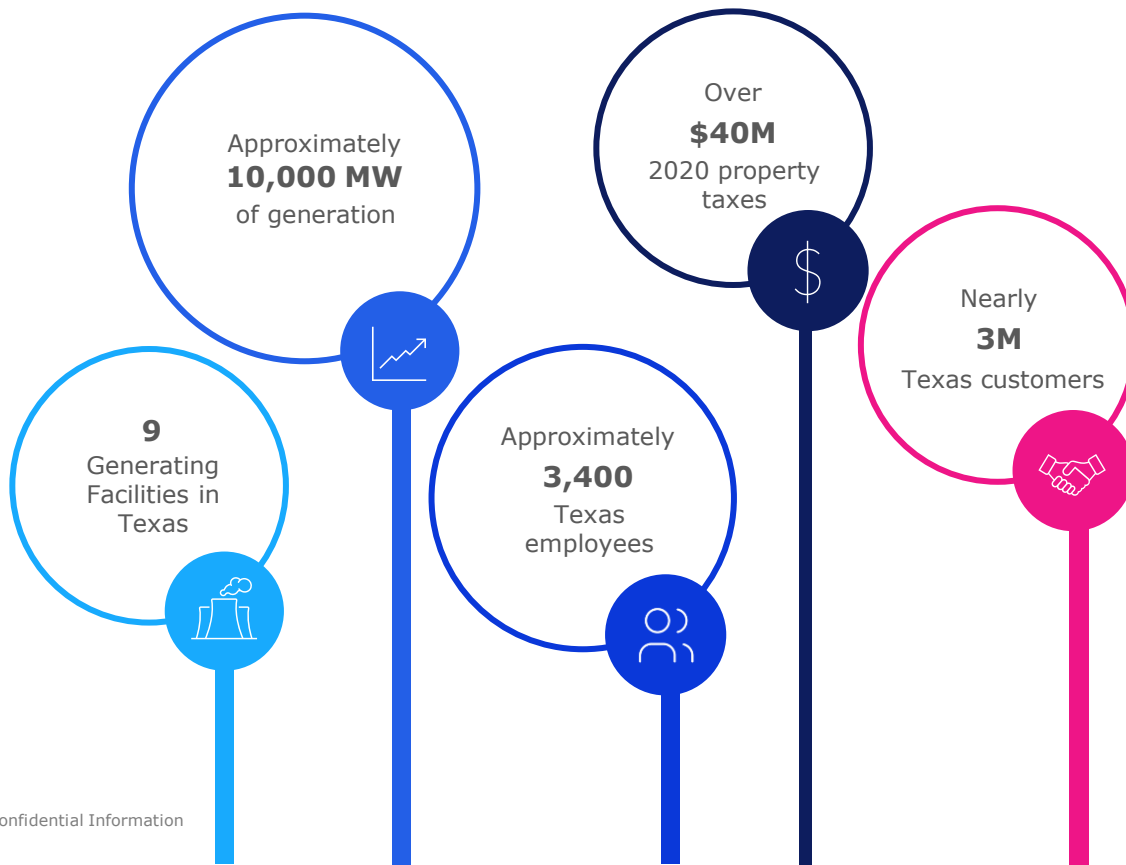 Approximately
10,000 MW
of generation
Over
$40M
2020 property
taxes
Nearly
3M
Texas customers
9
Generating
Facilities in
Texas
Approximately
3,400
Texas
employees
onfidential Information